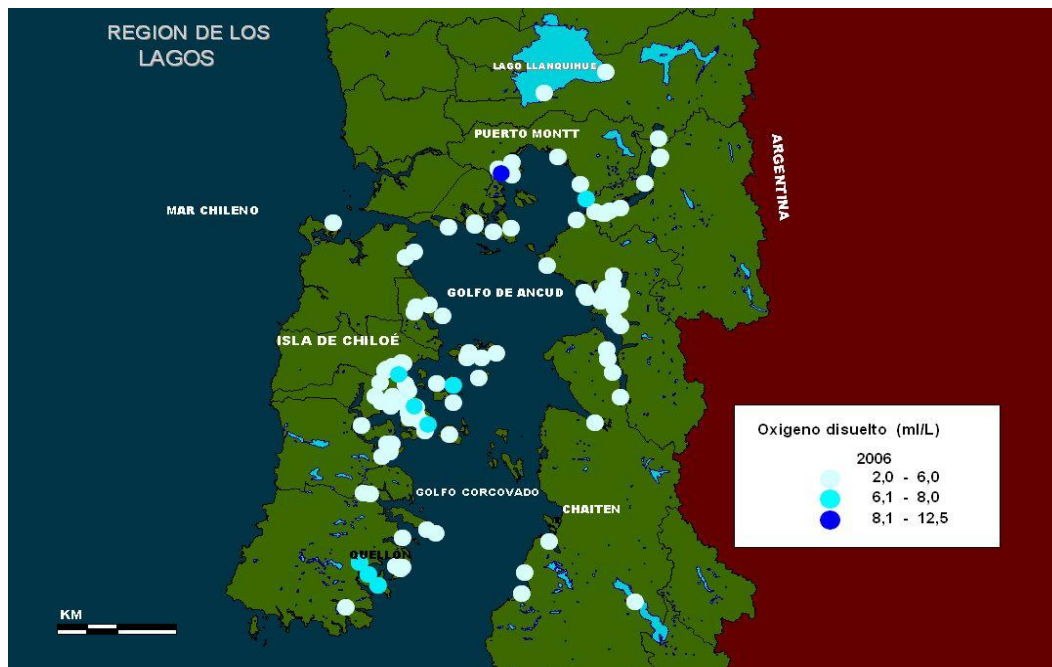 REGION DE LOS
LAGOS
LAGO LLANQUIHUE
PUERTO MONTT
ARGENTINA
MAR CHILENO
GOLFO DE ANCUD
ISLA DE CHILOÉ
Oxigeno disuelto (ml/L)
2006
2,0 - 6,0
6,1 - 8,0
8,1 - 12,5
GOLFO CORCOVADO
CHAITEN
QUELLÓN
KM